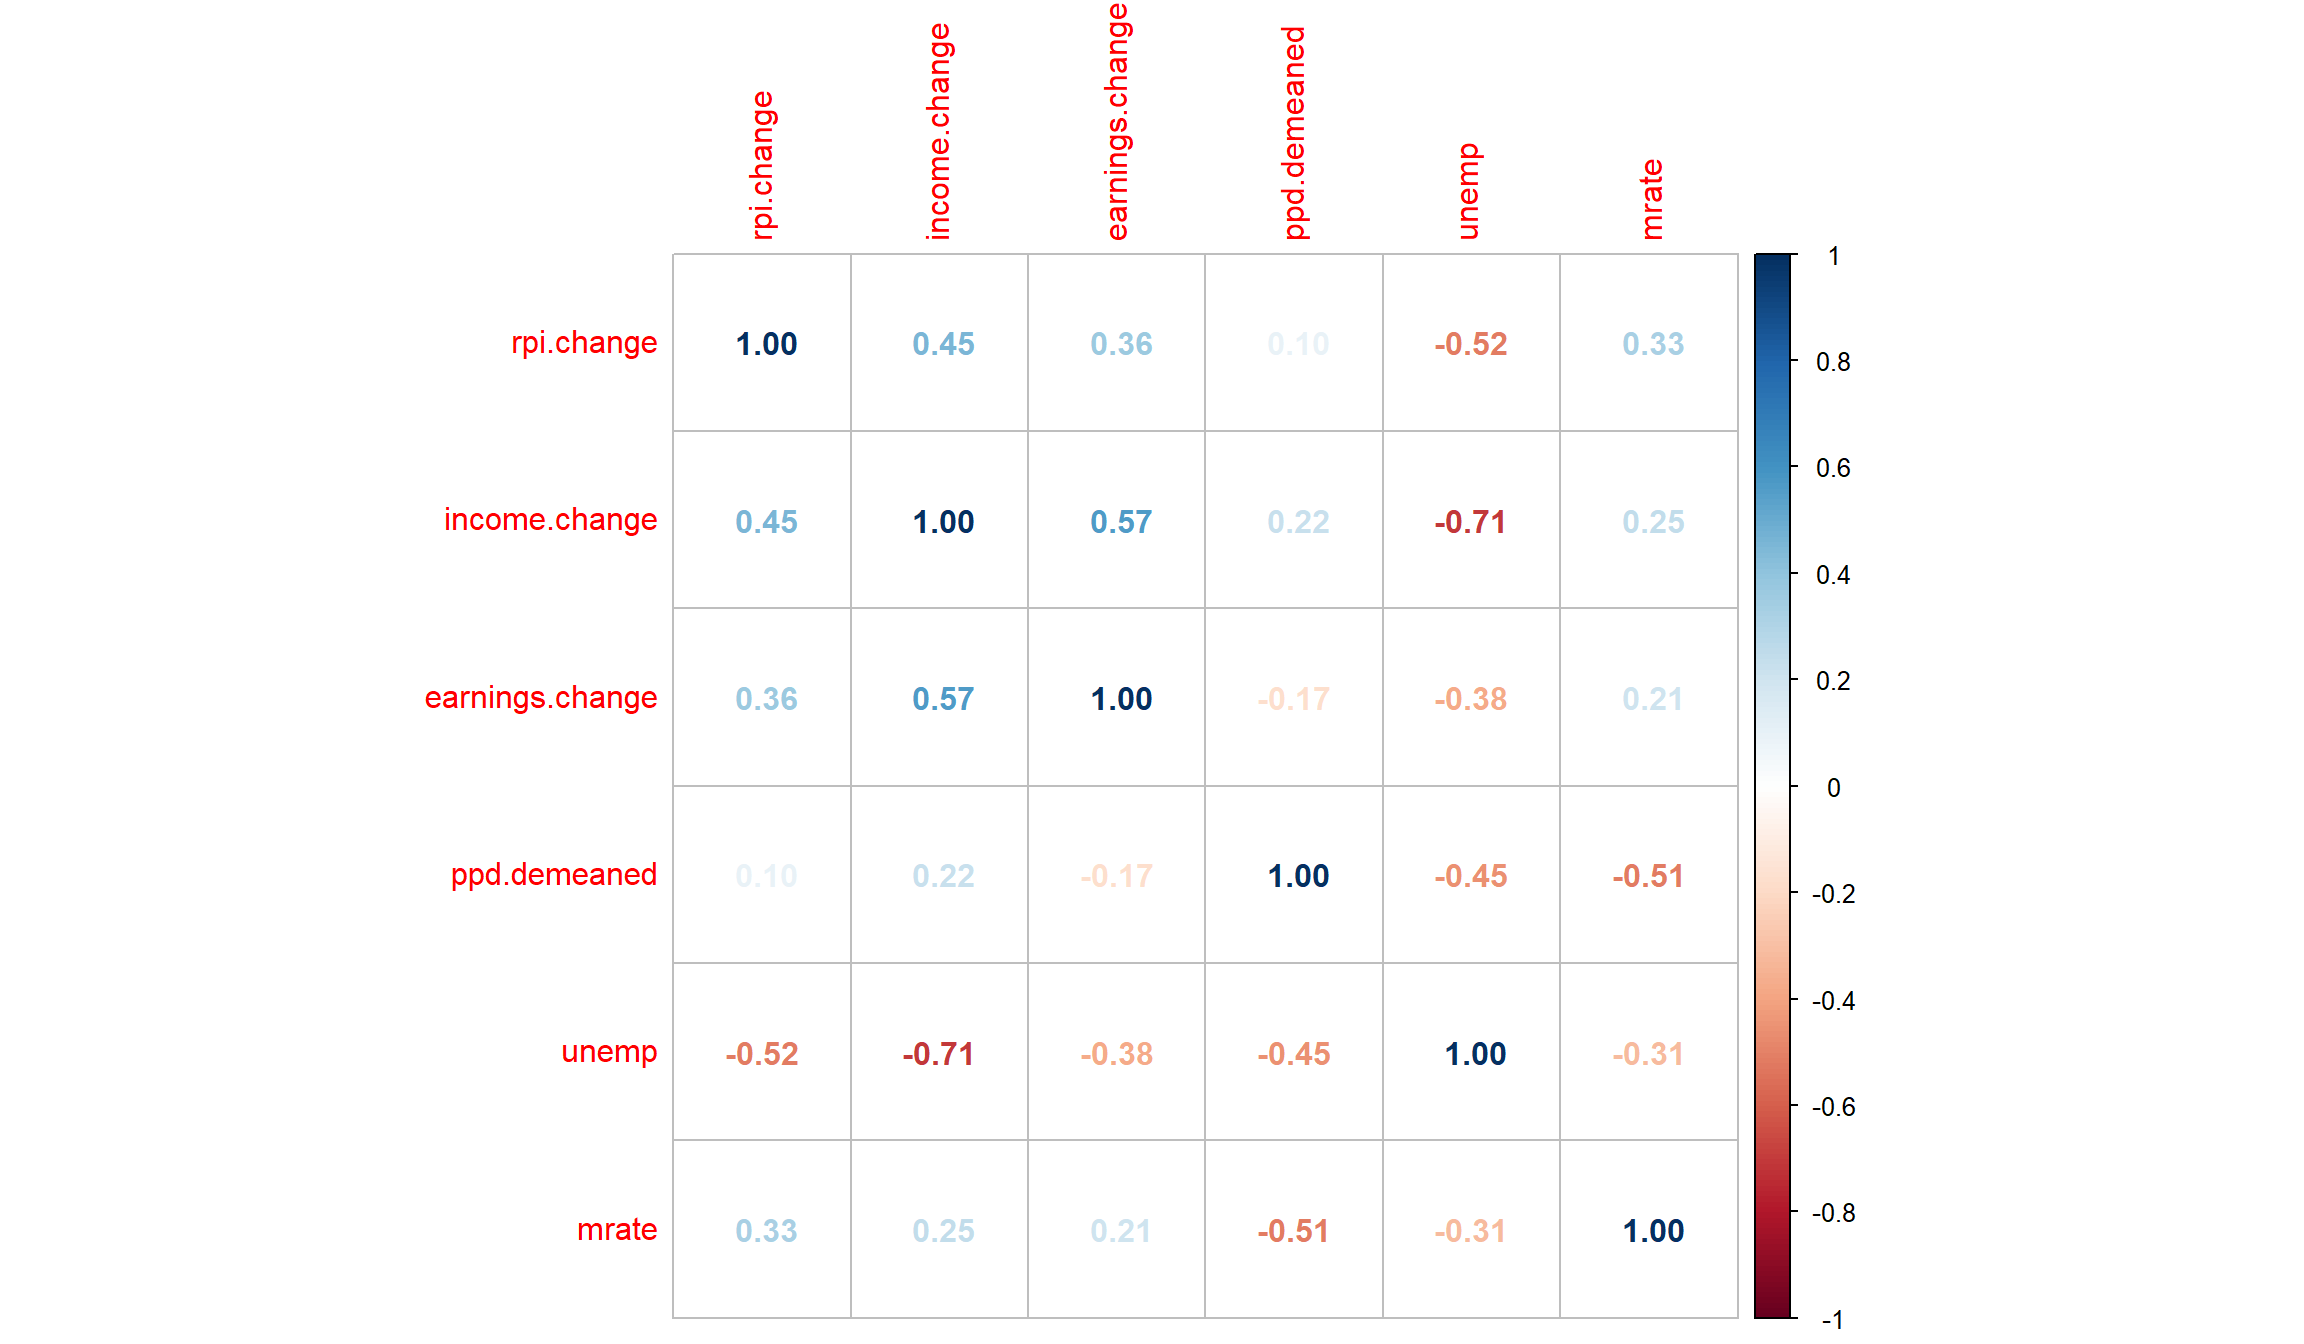 rpi.change income.change earnings.change ppd.demeaned unemp mrate
rpi.change 1.00 0.45 0.36 0.10 -0.52 0.33
income.change 0.45 1.00 0.57 0.22 -0.71 0.25
earnings.change 0.36 0.57 1.00 -0.17 -0.38 0.21
ppd.demeaned 0.10 0.22 -0.17 1.00 -0.45 -0.51
unemp -0.52 -0.71 -0.38 -0.45 1.00 -0.31
mrate 0.33 0.25 0.21 -0.51 -0.31 1.00
1
0.8
0.6
0.4
0.2
0
-0.2
-0.4
-0.6
-0.8
-1